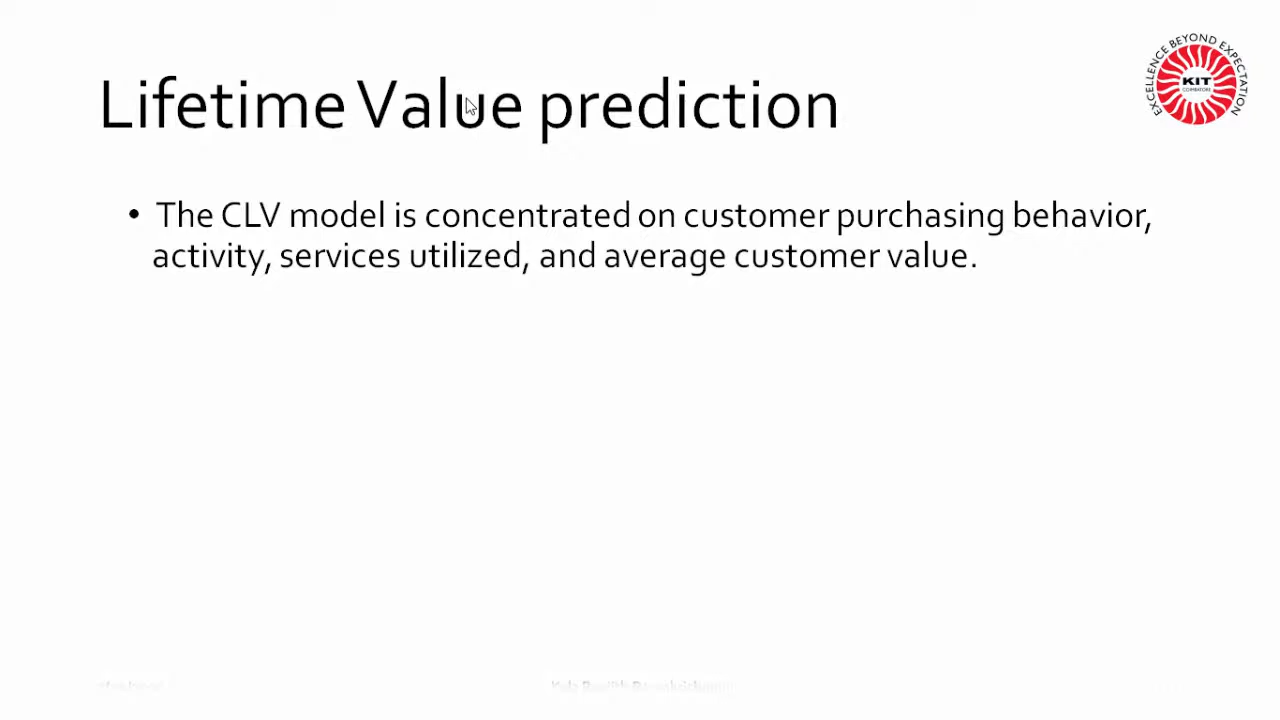 Lifetime Value prediction
EXCELLENCE BEYOND EXPECTATION
KIT
COIMBATORE
• The CLV model is concentrated on customer purchasing behavior,
activity, services utilized, and average customer value.